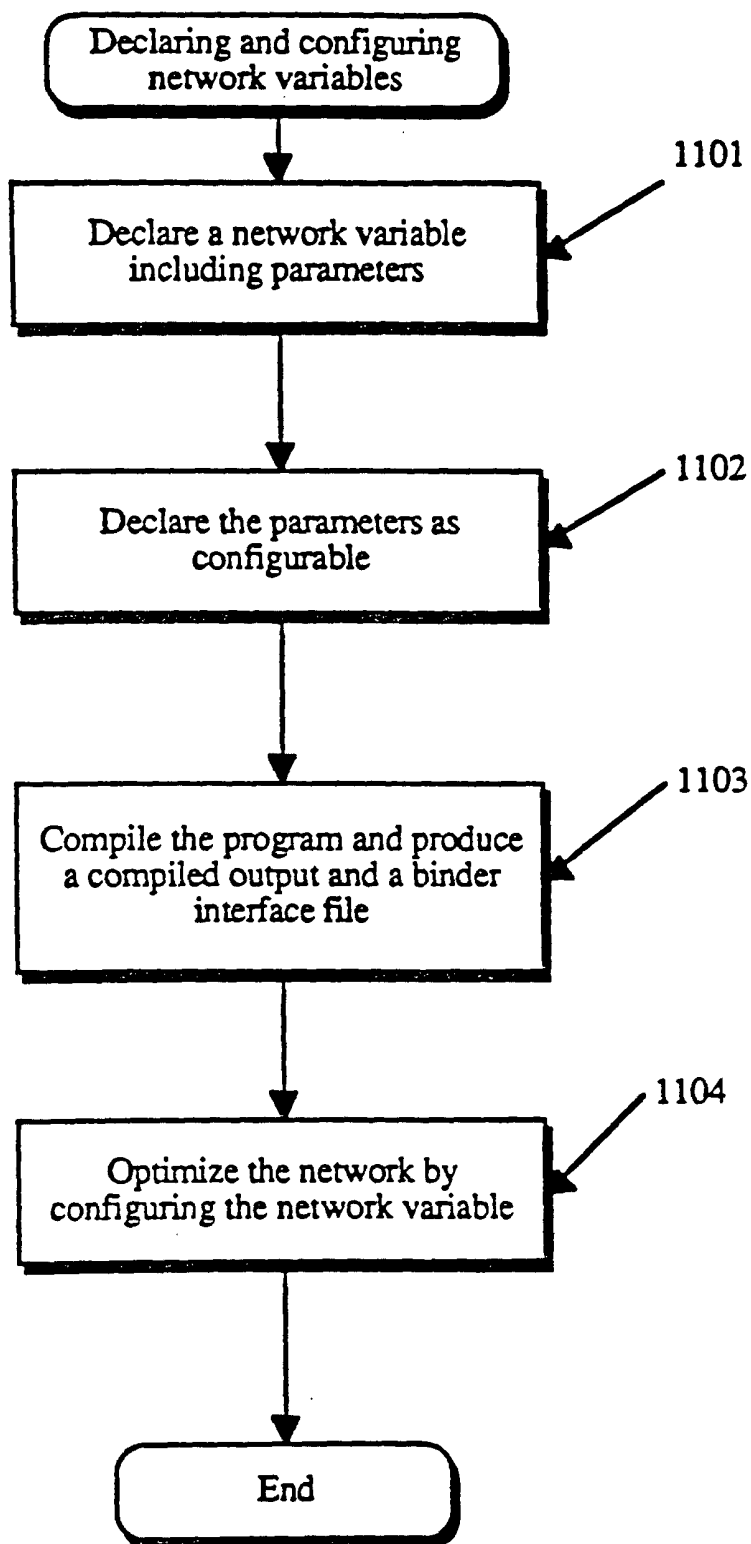 Declaring and configuring
network variables
1101
Declare a network variable
including parameters
1102
Declare the parameters as
configurable
1103
Compile the program and produce
a compiled output and a binder
interface file
1104
Optimize the network by
configuring the network variable
End